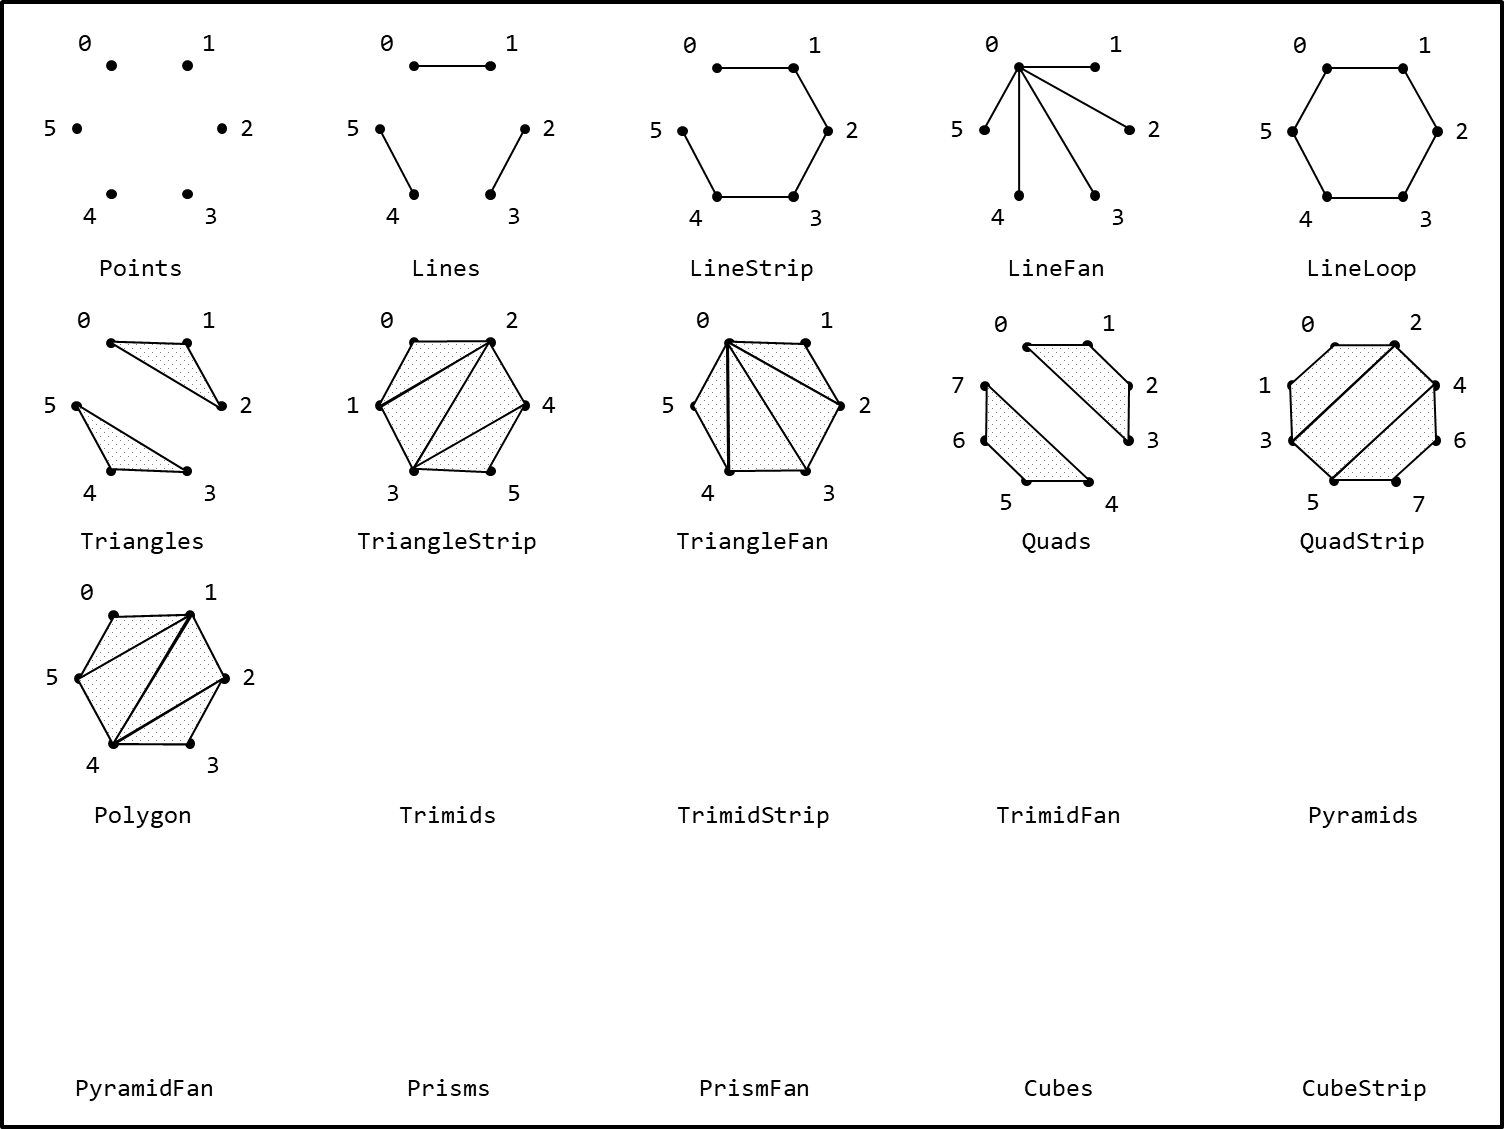 0 1 0 1 0 1 0 1 0 1
5 2 5 2 5 2 5 2 5 2
4 3 4 3 4 3 4 3 4 3
Points Lines LineStrip LineFan LineLoop
0 1 0 2 0 1 0 1 0 2
7 2 1 4
5 2 1 4 5 2
6 3 3 6
4 3 3 5 4 3 5 4 5 7
Triangles TriangleStrip TriangleFan Quads QuadStrip
0 1
5 2
4 3
Polygon Trimids TrimidStrip TrimidFan Pyramids
PyramidFan Prisms PrismFan Cubes CubeStrip